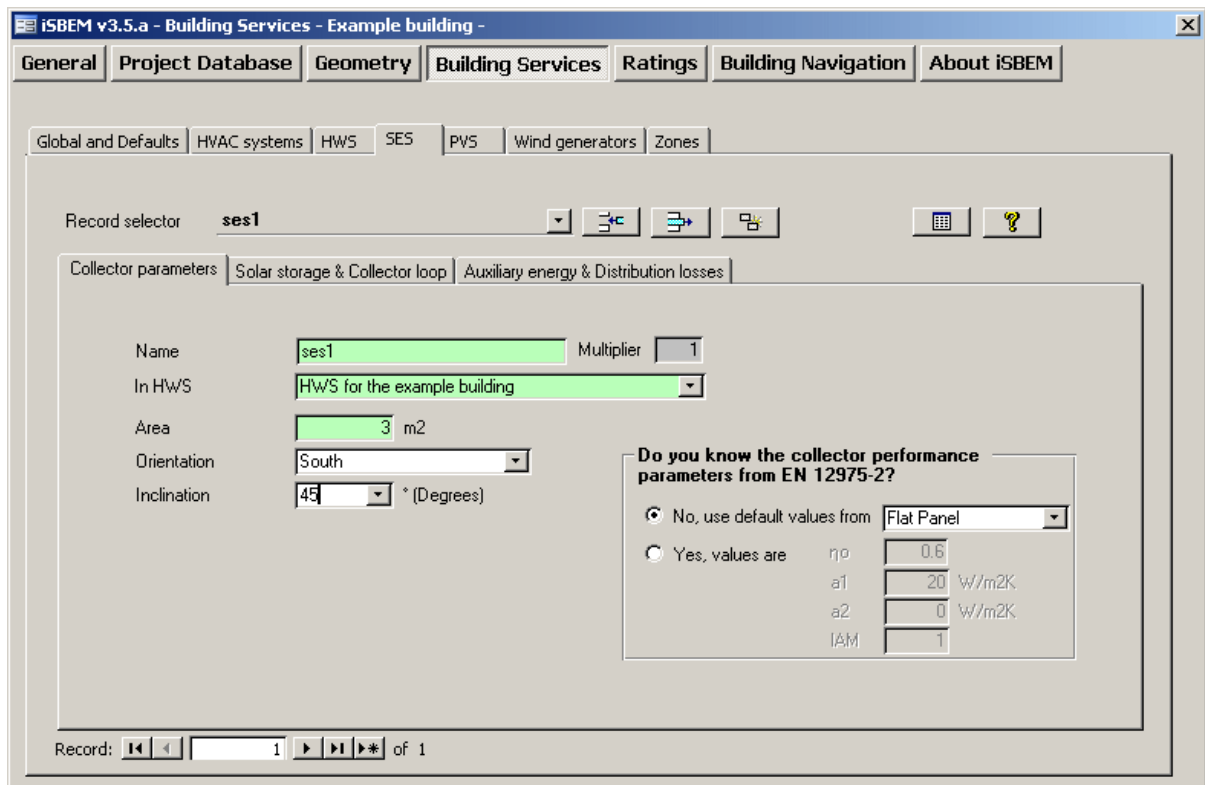 iSBEM v3.5.a - Building Services - Example building -
General Project Database Geometry Building Services Ratings Building Navigation About iSBEM
Global and Defaults HVAC systems HWS SES PVS Wind generators Zones
Record selector ses1
Collector parameters Solar storage & Collector loop Auxiliary energy & Distribution losses
Name ses1 Multiplier 1
In HWS HWS for the example building
Area 3 m2
Orientation South
Inclination 45 ° (Degrees)
Do you know the collector performance
parameters from EN 12975-2?
No, use default values from Flat Panel
Yes, values are ηo 0.6
a1 20 W/m2K
a2 0 W/m2K
IAM 1
Record: 1 of 1